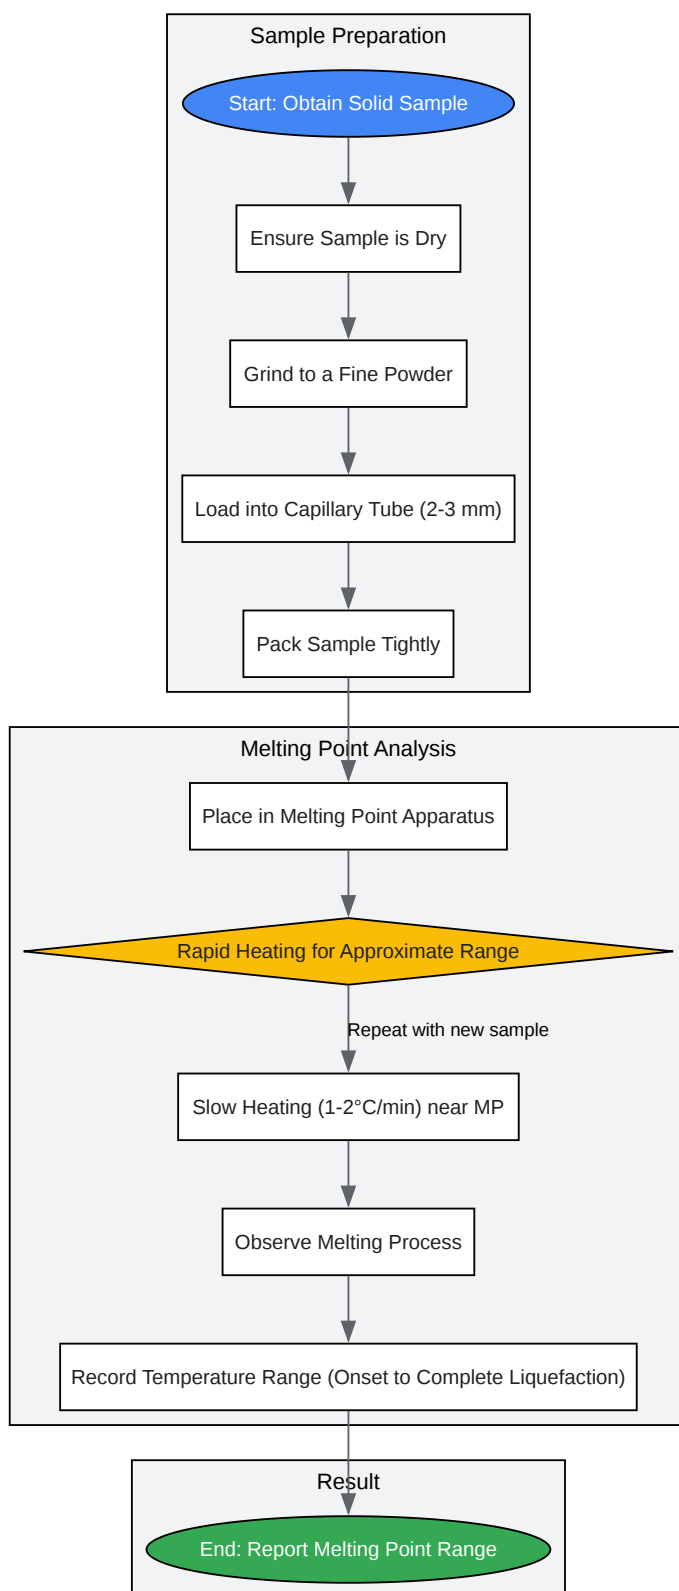 Sample Preparation
Start: Obtain Solid Sample
Ensure Sample is Dry
Grind to a Fine Powder
Load into Capillary Tube (2-3 mm)
Pack Sample Tightly
Melting Point Analysis
Place in Melting Point Apparatus
Rapid Heating for Approximate Range
Repeat with new sample
Slow Heating (1-2°C/min) near MP
Observe Melting Process
Record Temperature Range (Onset to Complete Liquefaction)
Result
End: Report Melting Point Range